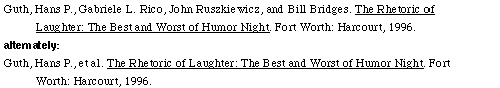 Guth, Hans P., Gabriele L. Rico, John Ruszkiewicz, and Bill Bridges. The Rhetoric of
Laughter: The Best and Worst of Humor Night. Fort Worth: Harcourt, 1996.
alternately:
Guth, Hans P., et al. The Rhetoric of Laughter: The Best and Worst of Humor Night. Fort
Worth: Harcourt, 1996.